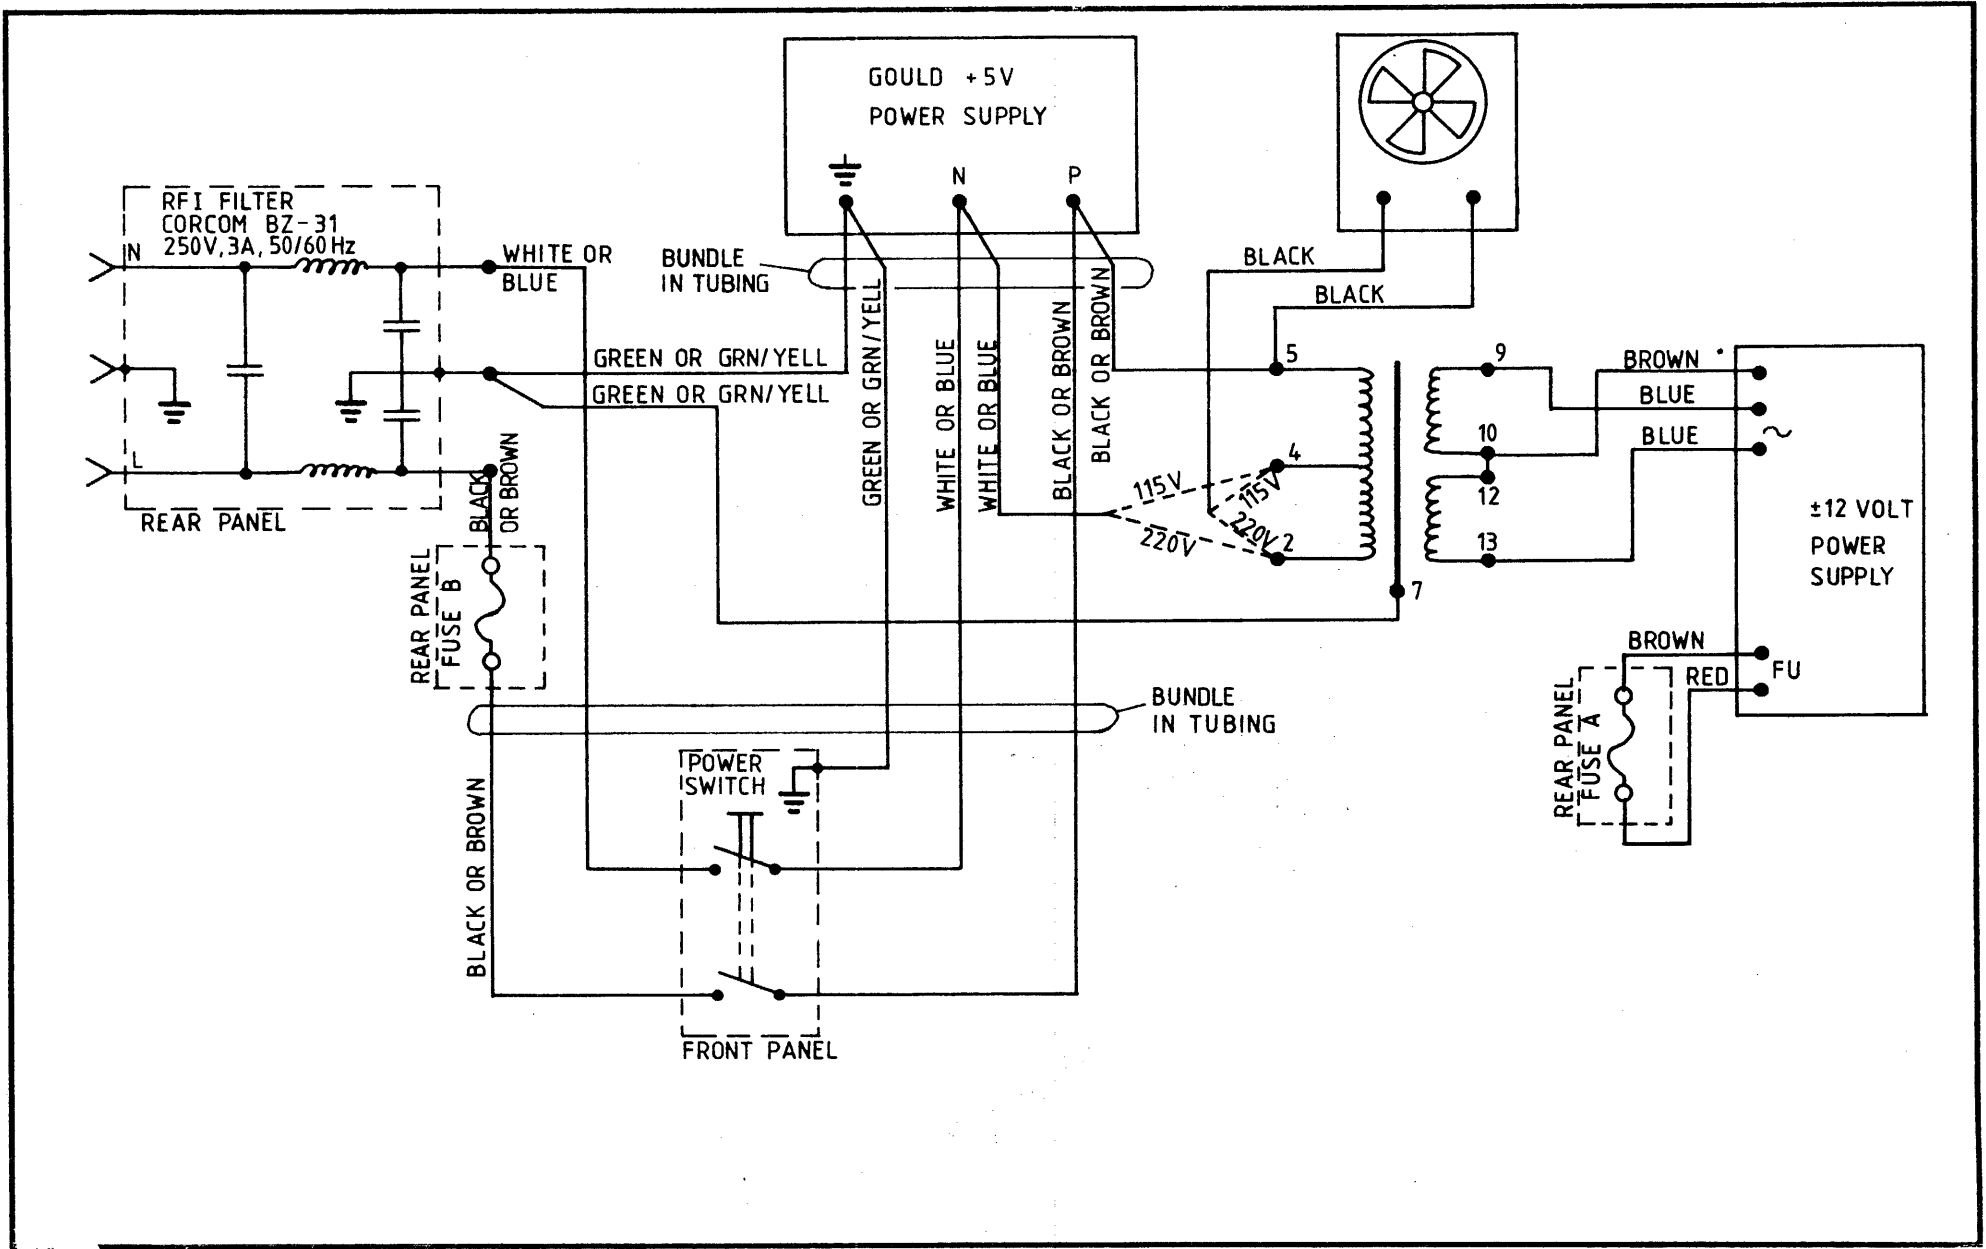 GOULD +5V
POWER SUPPLY
N
P
RFI FILTER
CORCOM BZ-31
250V,3A,50/60Hz
N
L
REAR PANEL
WHITE OR
BLUE
BUNDLE
IN TUBING
GREEN OR GRN/YELL
GREEN OR GRN/YELL
BLACK
OR BROWN
REAR PANEL
FUSE B
GREEN OR GRN/YELL
WHITE OR BLUE
WHITE OR BLUE
BLACK OR BROWN
BLACK OR BROWN
BLACK
BLACK
5
4
2
115V
220V
115V
220V
7
9
10
12
13
BROWN
BLUE
BLUE
~
±12 VOLT
POWER
SUPPLY
BROWN
RED
FU
REAR PANEL
FUSE A
BUNDLE
IN TUBING
POWER
SWITCH
BLACK OR BROWN
FRONT PANEL